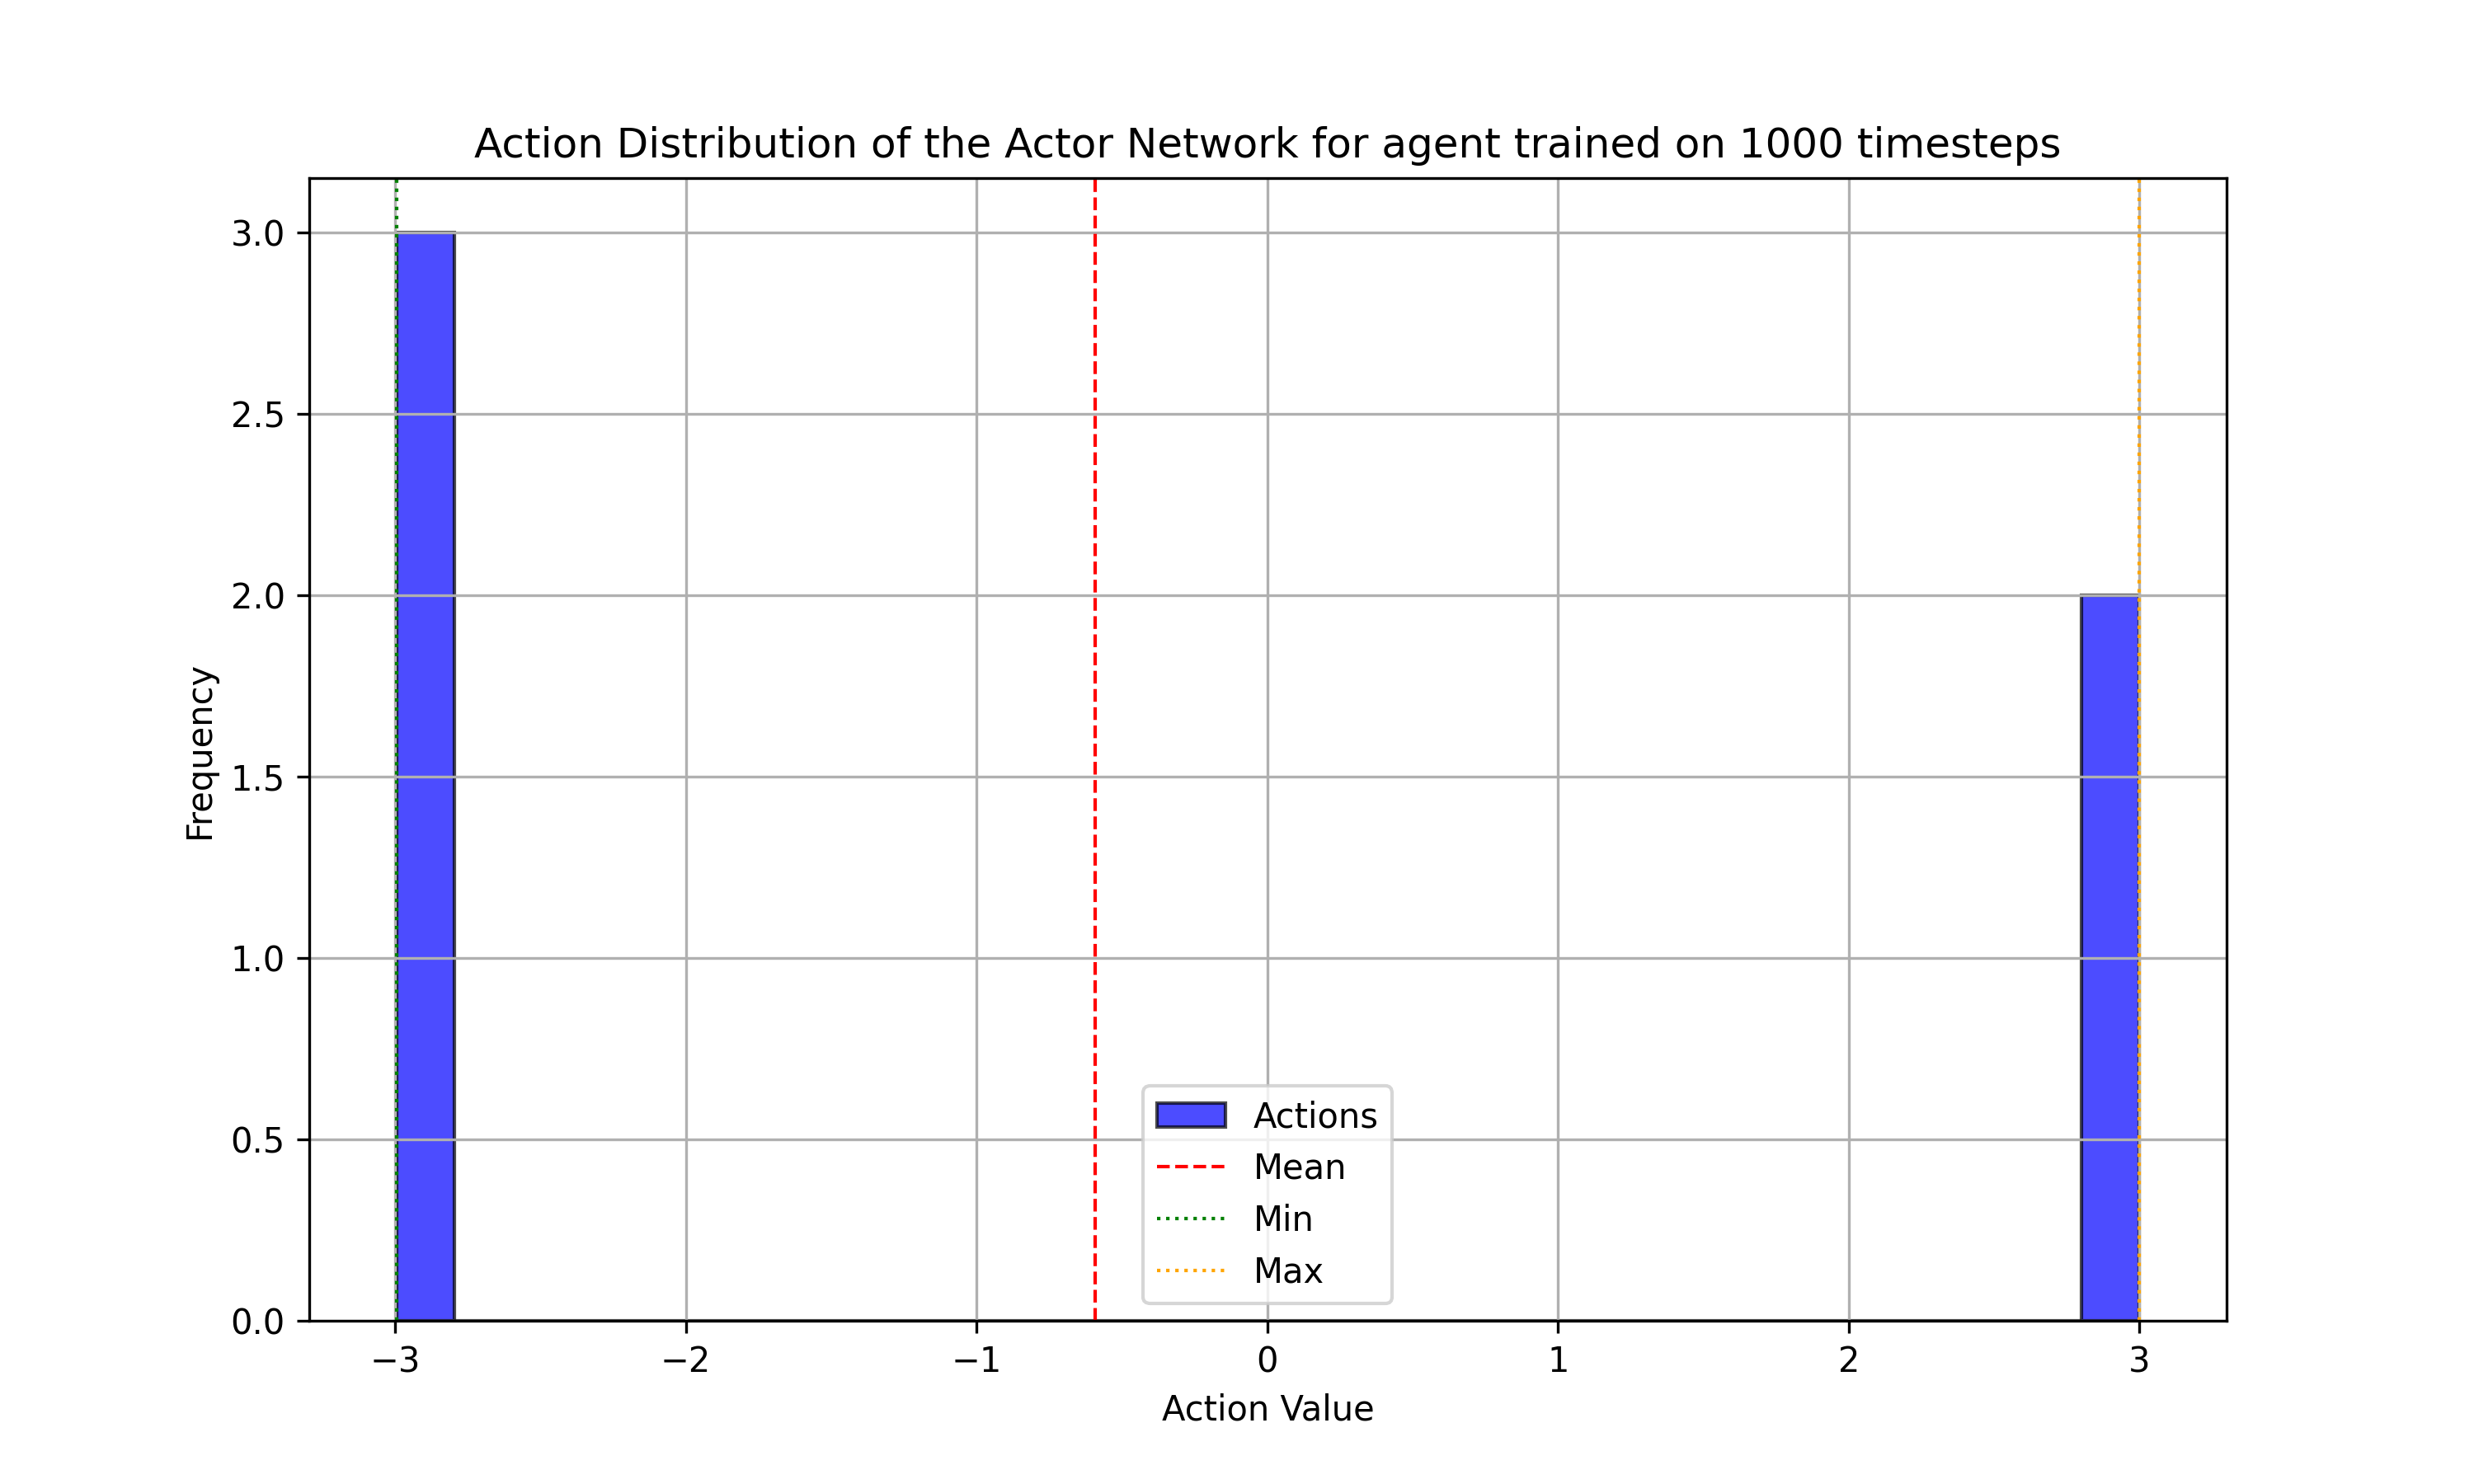 Action Distribution of the Actor Network for agent trained on 1000 timesteps
3.0
2.5
2.0
1.5
1.0
0.5
0.0
Frequency
Actions
Mean
Min
Max
−3 −2 −1 0 1 2 3
Action Value